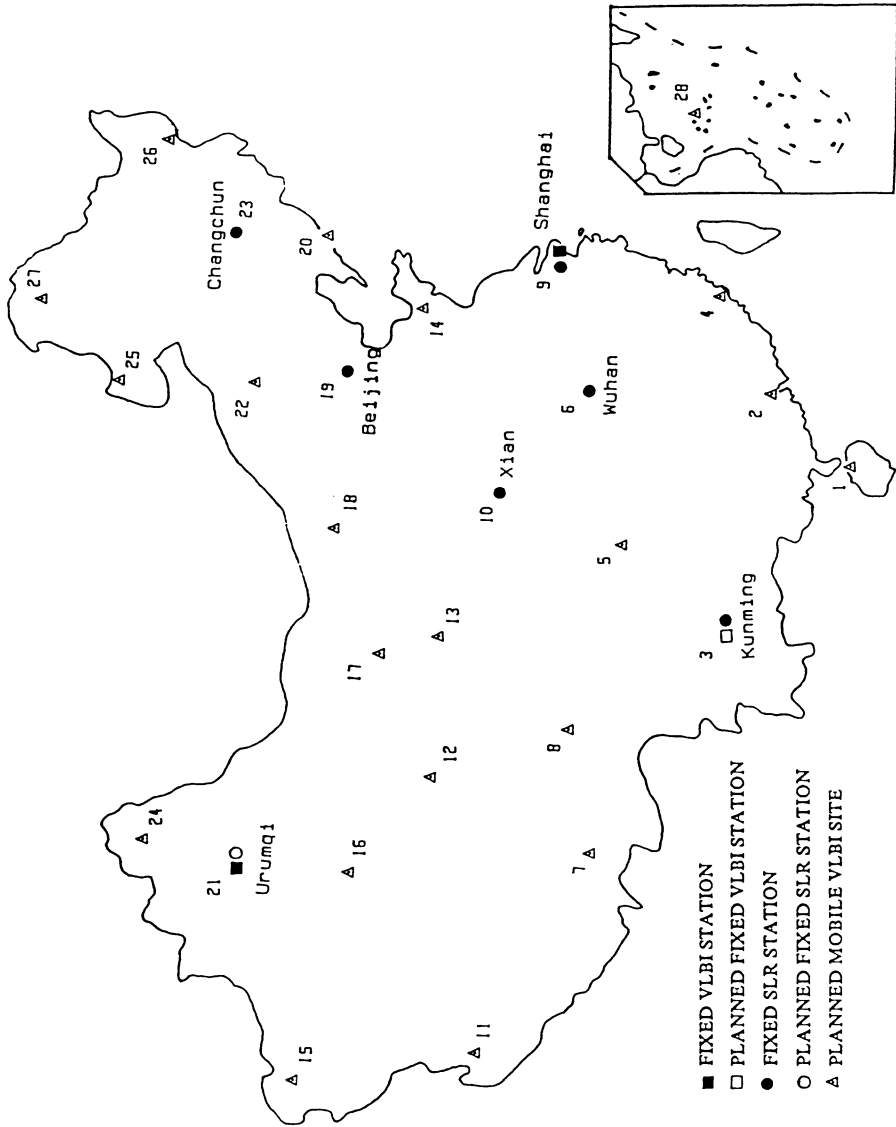 27
26
25
Changchun
23
22
20
24
19
Beijing
18
21
Urumqi
16
17
14
15
13
12
10
Xian
11
9
Shanghai
8
6
Wuhan
7
5
28
3
Kunming
4
2
1
■ FIXED VLBI STATION
□ PLANNED FIXED VLBI STATION
● FIXED SLR STATION
○ PLANNED FIXED SLR STATION
△ PLANNED MOBILE VLBI SITE